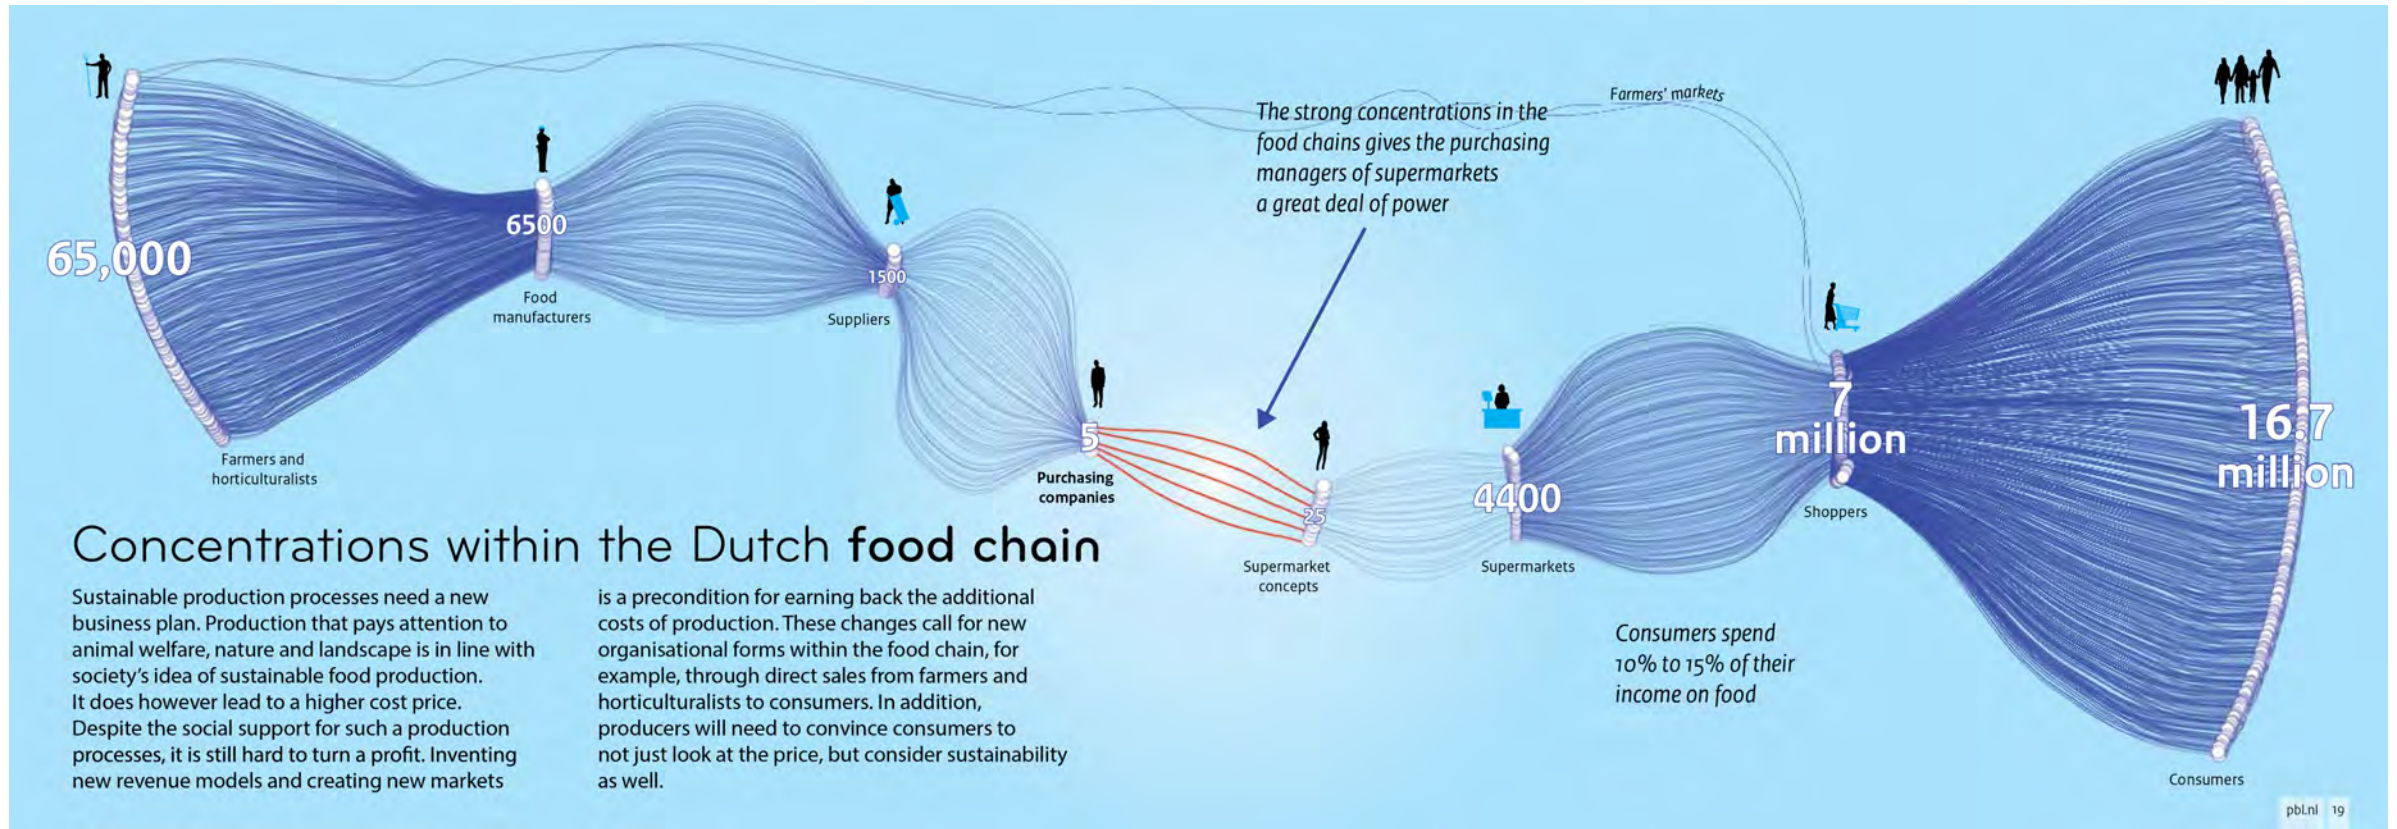 65,000
Farmers and
horticulturalists
6500
Food
manufacturers
1500
Suppliers
5
Purchasing
companies
The strong concentrations in the
food chains gives the purchasing
managers of supermarkets
a great deal of power
25
Supermarket
concepts
4400
Supermarkets
Farmers' markets
7
million
Shoppers
16.7
million
Consumers
Consumers spend
10% to 15% of their
income on food
Concentrations within the Dutch food chain
Sustainable production processes need a new
business plan. Production that pays attention to
animal welfare, nature and landscape is in line with
society's idea of sustainable food production.
It does however lead to a higher cost price.
Despite the social support for such a production
processes, it is still hard to turn a profit. Inventing
new revenue models and creating new markets
is a precondition for earning back the additional
costs of production. These changes call for new
organisational forms within the food chain, for
example, through direct sales from farmers and
horticulturalists to consumers. In addition,
producers will need to convince consumers to
not just look at the price, but consider sustainability
as well.
pbl.nl 19